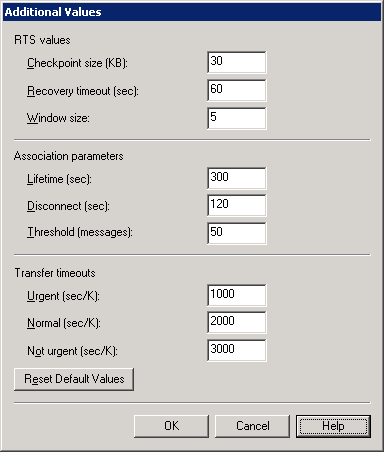 Additional Values
RTS values
Checkpoint size (KB): 30
Recovery timeout (sec): 60
Window size: 5
Association parameters
Lifetime (sec): 300
Disconnect (sec): 120
Threshold (messages): 50
Transfer timeouts
Urgent (sec/K): 1000
Normal (sec/K): 2000
Not urgent (sec/K): 3000
Reset Default Values
OK Cancel Help